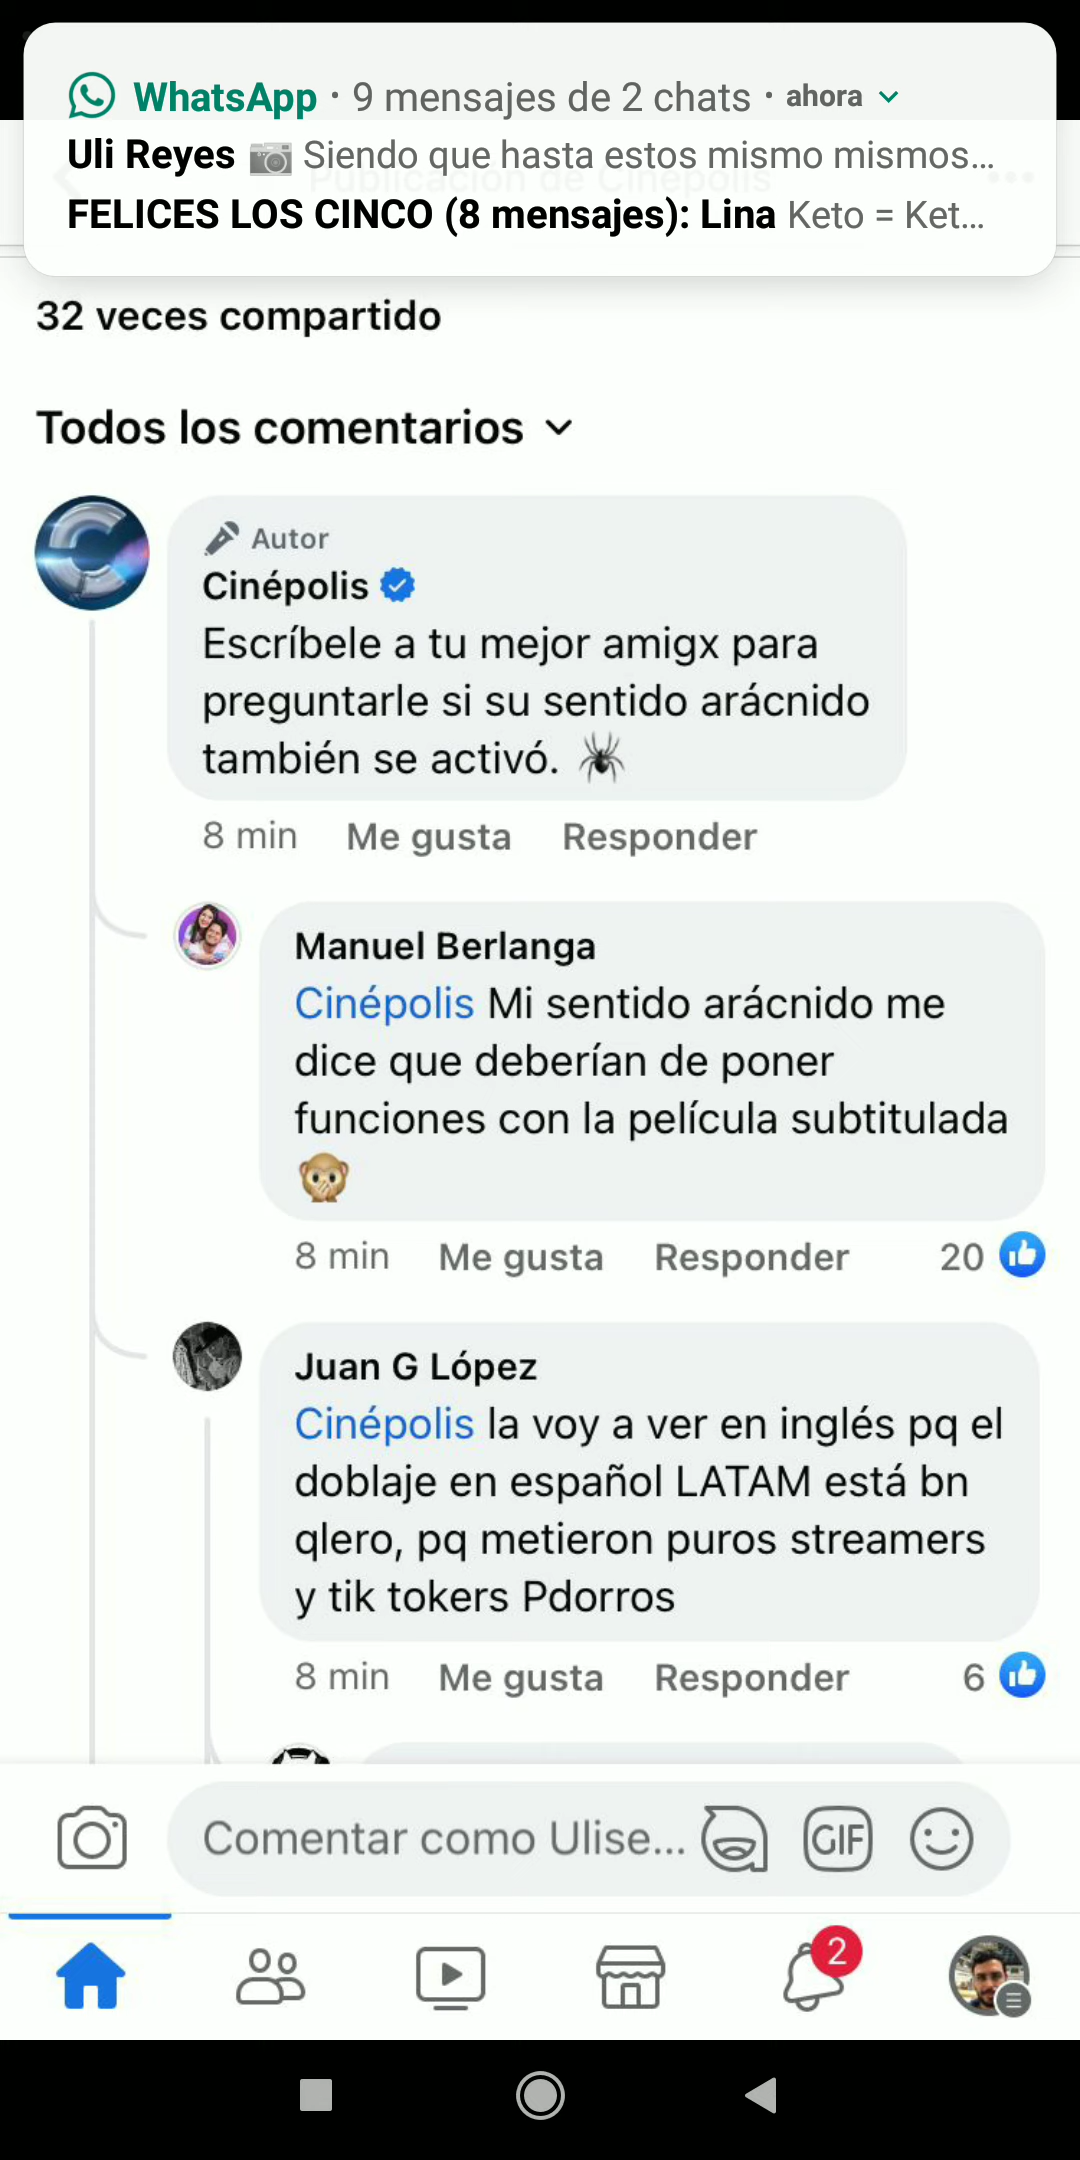 WhatsApp · 9 mensajes de 2 chats · ahora
Uli Reyes 📷 Siendo que hasta estos mismo mismos...
Publicación de Cinépolis
FELICES LOS CINCO (8 mensajes): Lina Keto = Ket...
32 veces compartido
Todos los comentarios
Autor
Cinépolis
Escríbele a tu mejor amigx para
preguntarle si su sentido arácnido
también se activó. 🕷
8 min Me gusta Responder
Manuel Berlanga
Cinépolis Mi sentido arácnido me
dice que deberían de poner
funciones con la película subtitulada
🙊
8 min Me gusta Responder 20
Juan G López
Cinépolis la voy a ver en inglés pq el
doblaje en español LATAM está bn
qlero, pq metieron puros streamers
y tik tokers Pdorros
8 min Me gusta Responder 6
Comentar como Ulise...
GIF
2